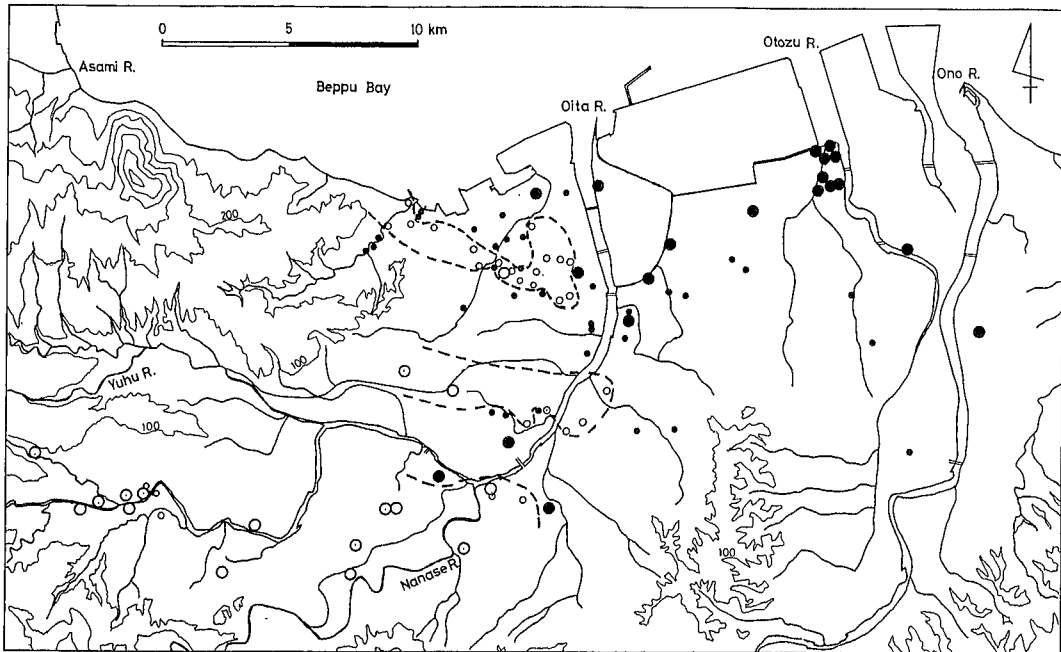 0 5 10 km
Otozu R.
Asami R.
Ono R.
Beppu Bay
Oita R.
200
100
Yuhu R.
100
100
Nanase R.